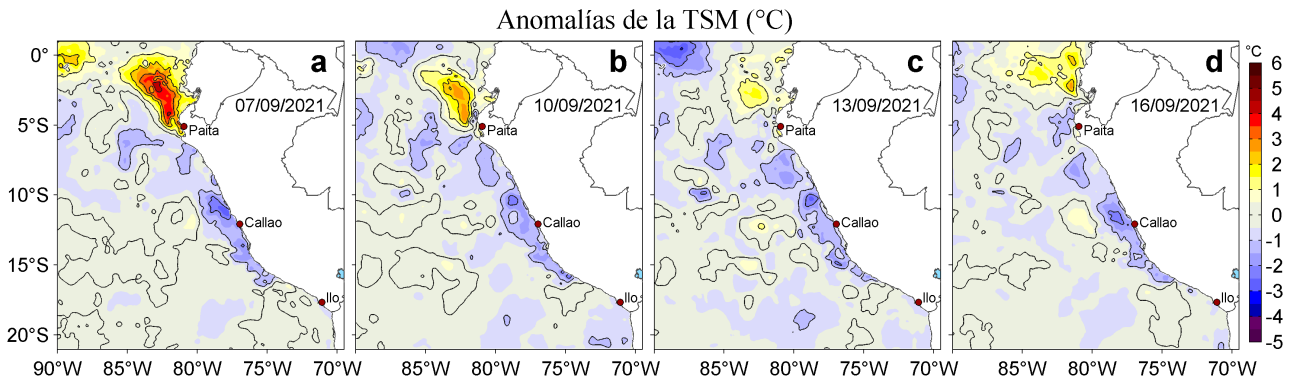 Anomalías de la TSM (°C)
a
b
c
d
07/09/2021
10/09/2021
13/09/2021
16/09/2021
Paita
Callao
Ilo
Paita
Callao
Ilo
Paita
Callao
Ilo
Paita
Callao
Ilo
0°
5°S
10°S
15°S
20°S
90°W
85°W
80°W
75°W
70°W
85°W
80°W
75°W
70°W
85°W
80°W
75°W
70°W
85°W
80°W
75°W
70°W
°C
6
5
4
3
2
1
0
-1
-2
-3
-4
-5